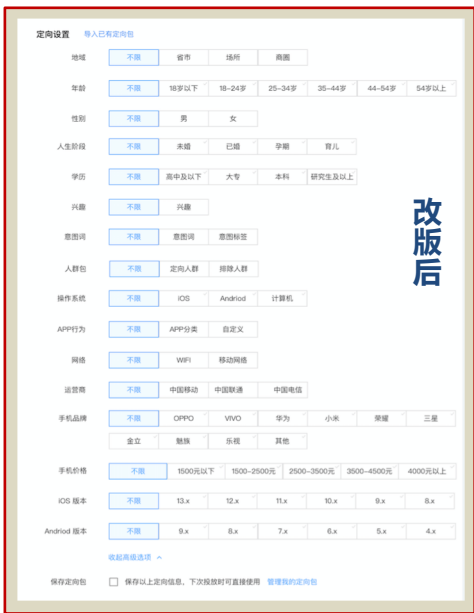 定向设置 导入已有定向包
地域 不限 省市 场所 商圈
年龄 不限 18岁以下 18-24岁 25-34岁 35-44岁 44-54岁 54岁以上
性别 不限 男 女
人生阶段 不限 未婚 已婚 孕期 育儿
学历 不限 高中及以下 大专 本科 研究生及以上
兴趣 不限 兴趣
意图词 不限 意图词 意图标签
人群包 不限 定向人群 排除人群
操作系统 不限 iOS Andriod 计算机
APP行为 不限 APP分类 自定义
网络 不限 WIFI 移动网络
运营商 不限 中国移动 中国联通 中国电信
手机品牌 不限 OPPO VIVO 华为 小米 荣耀 三星
金立 魅族 乐视 其他
手机价格 不限 1500元以下 1500-2500元 2500-3500元 3500-4500元 4000元以上
iOS 版本 不限 13.x 12.x 11.x 10.x 9.x 8.x
Andriod 版本 不限 9.x 8.x 7.x 6.x 5.x 4.x
收起高级选项
保存定向包 保存以上定向信息，下次投放时可直接使用 管理我的定向包
改版后